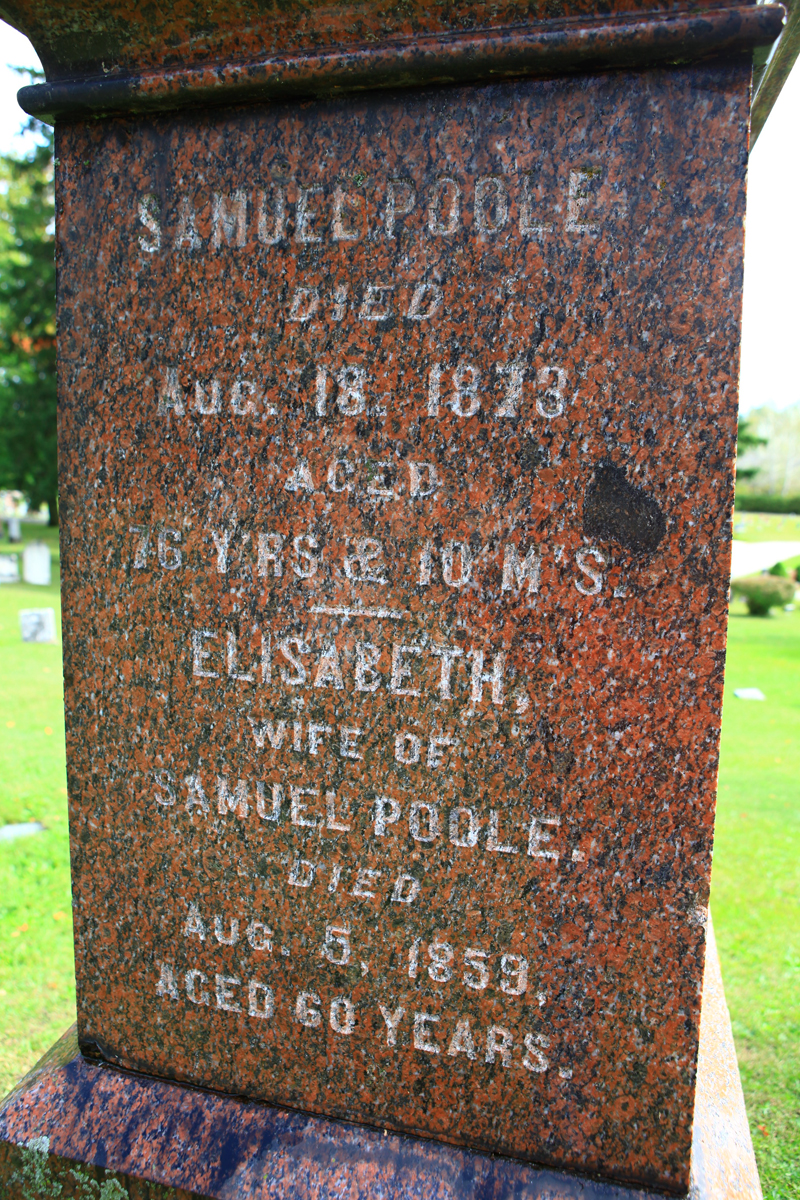 SAMUEL POOLE
DIED
AUG. 18. 1873
AGED
76 Y'RS & 10 M'S.
ELISABETH,
WIFE OF
SAMUEL POOLE.
DIED
AUG. 5, 1859,
AGED 60 YEARS.